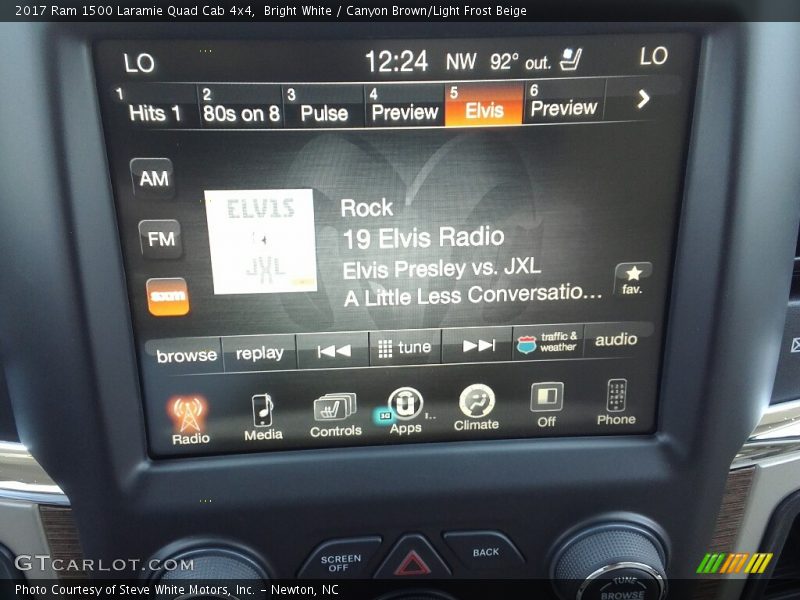 2017 Ram 1500 Laramie Quad Cab 4x4, Bright White / Canyon Brown/Light Frost Beige
LO 12:24 NW 92° out. LO
1 Hits 1 2 80s on 8 3 Pulse 4 Preview 5 Elvis 6 Preview
AM
FM
sxm
ELV1S
JXL
Rock
19 Elvis Radio
Elvis Presley vs. JXL
A Little Less Conversatio...
fav.
browse replay tune traffic & weather audio
Radio Media Controls 3G Apps Climate Off Phone
SCREEN OFF BACK
TUNE
BROWSE
GTCARLOT.COM
Photo Courtesy of Steve White Motors, Inc. – Newton, NC